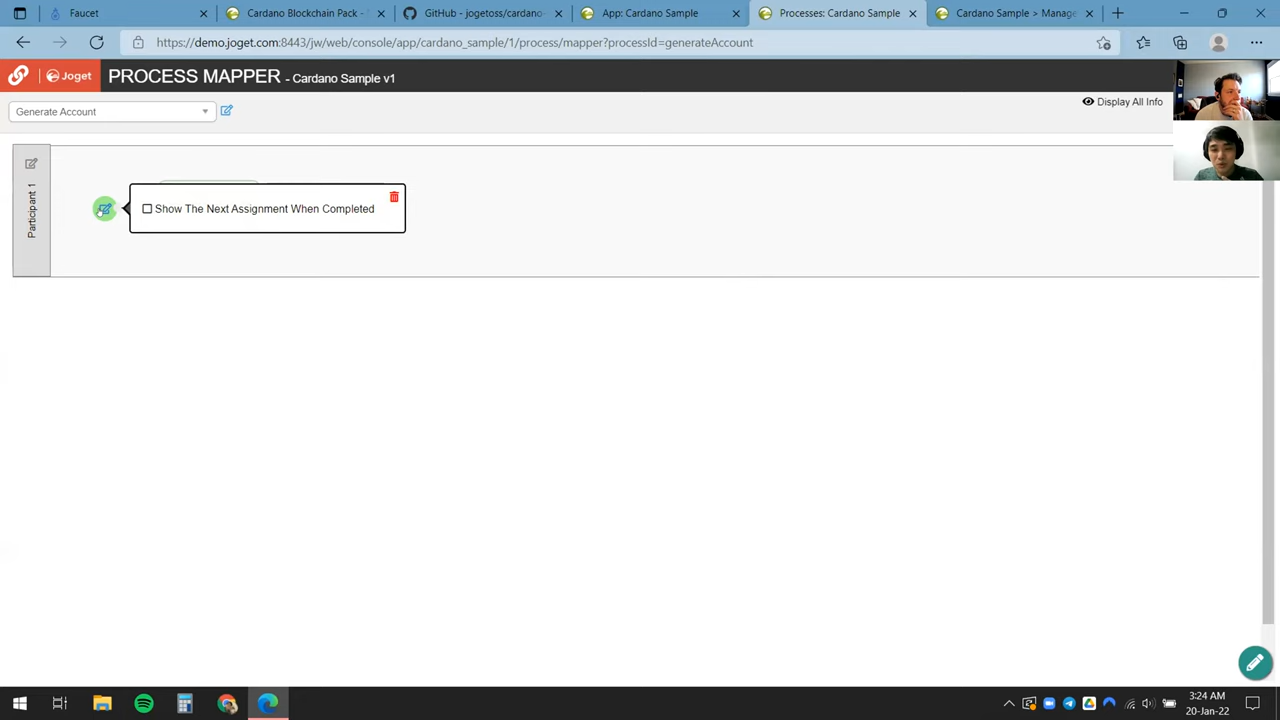 Faucet
Cardano Blockchain Pack -
GitHub - jogetoss/cardano-
App: Cardano Sample
Processes: Cardano Sample
Cardano Sample > Manage
https://demo.joget.com:8443/jw/web/console/app/cardano_sample/1/process/mapper?processId=generateAccount
Joget
PROCESS MAPPER - Cardano Sample v1
Generate Account
Display All Info
Participant 1
Show The Next Assignment When Completed
3:24 AM
20-Jan-22